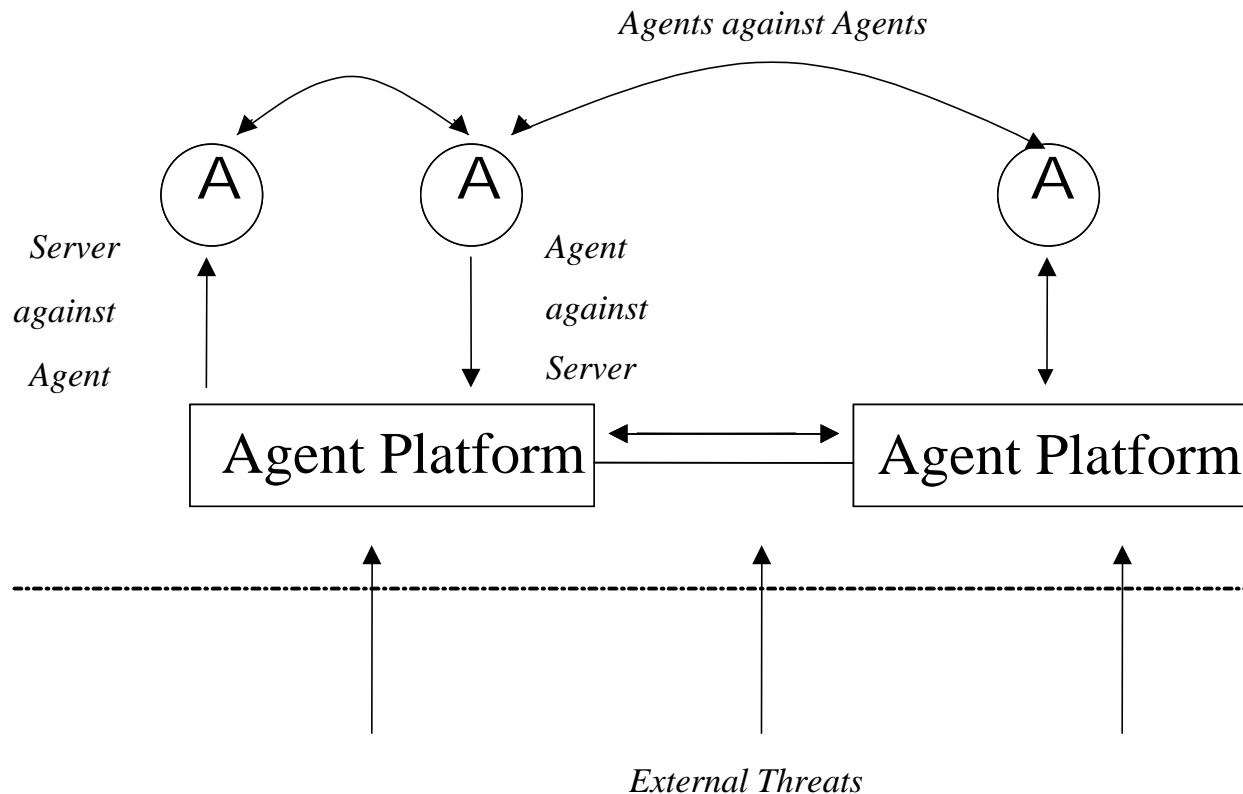 Agents against Agents
A
A
A
Server
against
Agent
Agent
against
Server
Agent Platform
Agent Platform
External Threats